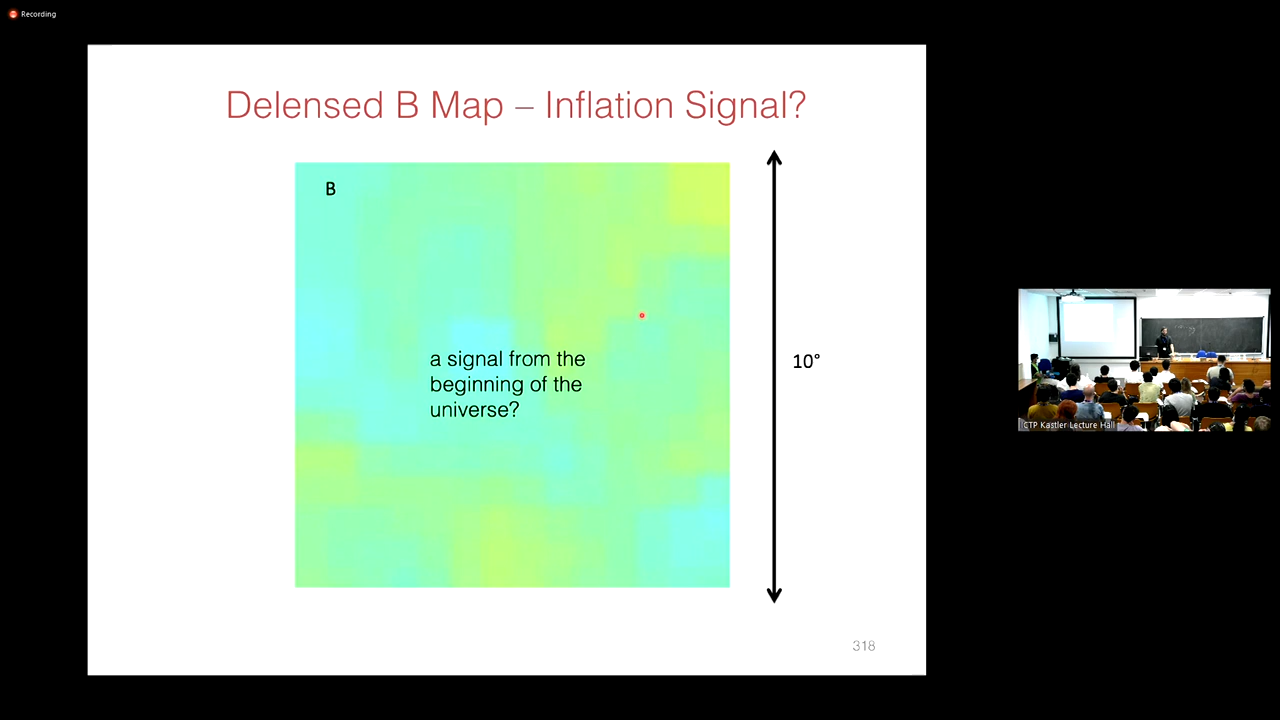 Recording
Delensed B Map – Inflation Signal?
B
a signal from the
beginning of the
universe?
10°
318
CTP Kastler Lecture Hall